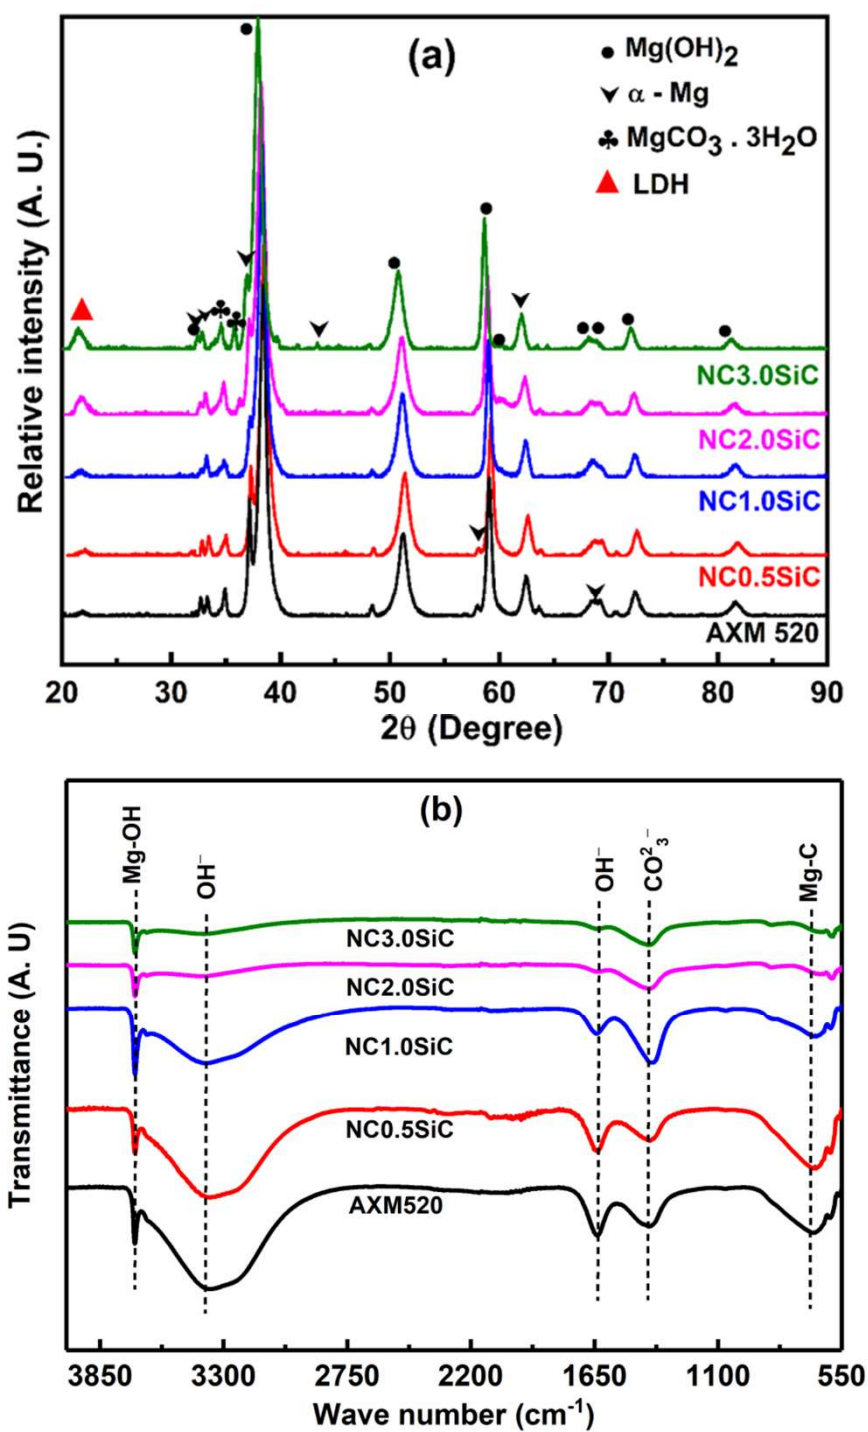 (a)
Mg(OH)2
α - Mg
MgCO3 . 3H2O
LDH
Relative intensity (A. U.)
NC3.0SiC
NC2.0SiC
NC1.0SiC
NC0.5SiC
AXM 520
20 30 40 50 60 70 80 90
2θ (Degree)
(b)
Mg-OH
OH⁻
OH⁻
CO²₃⁻
Mg-C
Transmittance (A. U)
NC3.0SiC
NC2.0SiC
NC1.0SiC
NC0.5SiC
AXM520
3850 3300 2750 2200 1650 1100 550
Wave number (cm⁻¹)